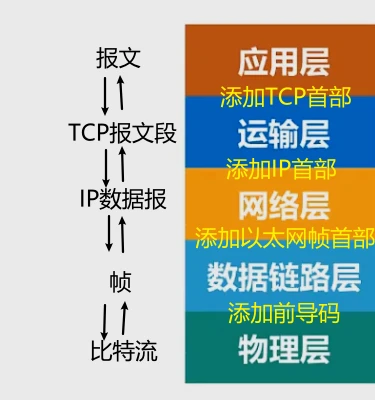 报文
应用层
添加TCP首部
TCP报文段
运输层
添加IP首部
IP数据报
网络层
添加以太网帧首部
帧
数据链路层
添加前导码
比特流
物理层